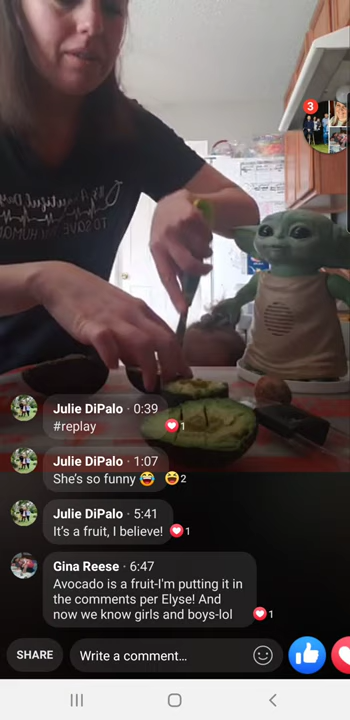 3
Beautiful Day
Julie DiPalo · 0:39
#replay
1
Julie DiPalo · 1:07
She's so funny 😂 😆2
Julie DiPalo · 5:41
It's a fruit, I believe! 1
Gina Reese · 6:47
Avocado is a fruit-I'm putting it in
the comments per Elyse! And
now we know girls and boys-lol
1
SHARE Write a comment...